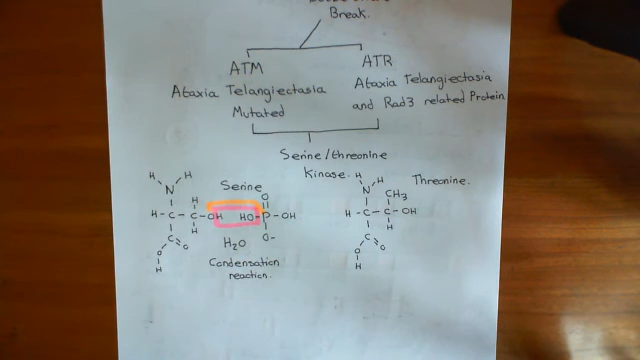 Break.
ATM
ATR
Ataxia Telangiectasia
Mutated
Ataxia Telangiectasia
and Rad3 related Protein
Serine/threonine
Kinase.
Serine
Threonine.
H H
N
H
H - C - C - OH
H
C
O
O
H
O
HO - P - OH
O-
H2O
Condensation
reaction.
H H
N
CH3
H - C - C - OH
H
C
O
O
H